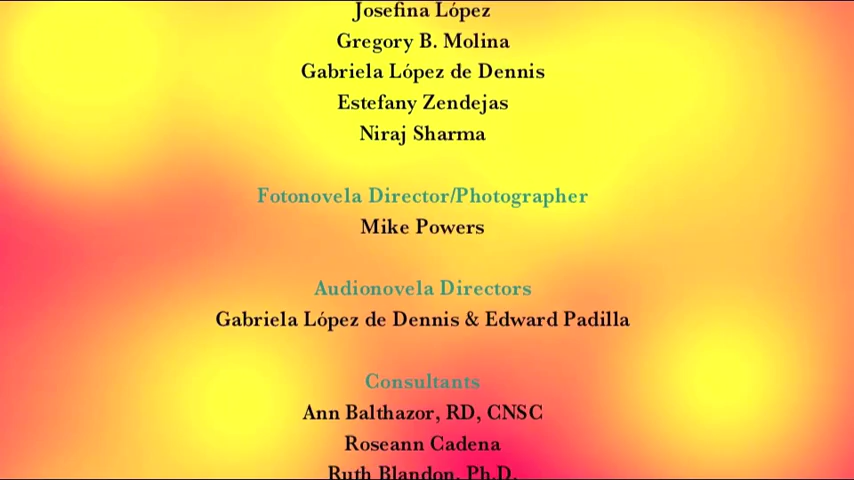 Josefina López
Gregory B. Molina
Gabriela López de Dennis
Estefany Zendejas
Niraj Sharma
Fotonovela Director/Photographer
Mike Powers
Audionovela Directors
Gabriela López de Dennis & Edward Padilla
Consultants
Ann Balthazor, RD, CNSC
Roseann Cadena
Ruth Blandon, Ph.D.